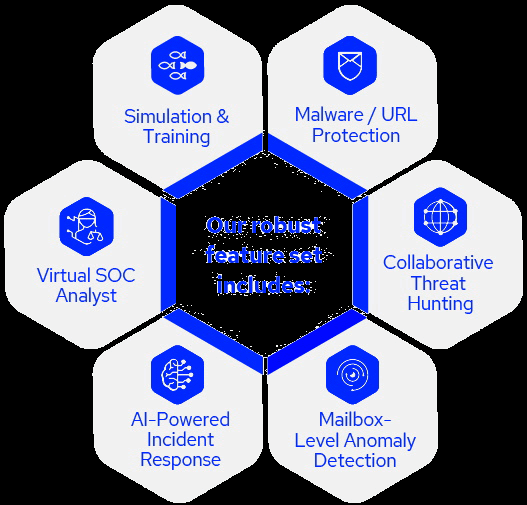 Simulation &
Training
Malware / URL
Protection
Our robust
feature set
includes:
Virtual SOC
Analyst
Collaborative
Threat
Hunting
AI-Powered
Incident
Response
Mailbox-
Level Anomaly
Detection